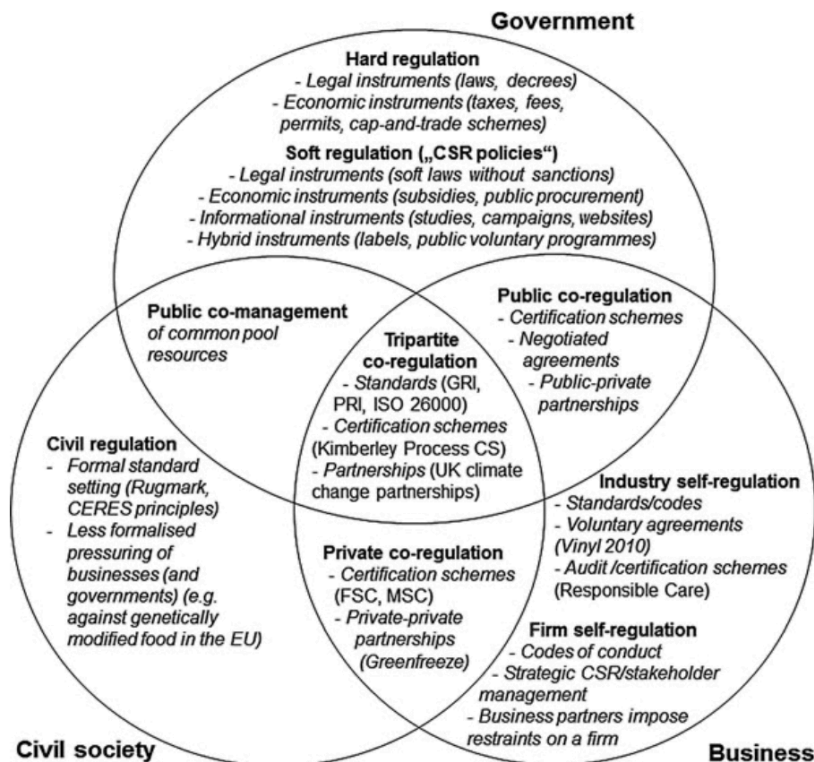 Government
Hard regulation
- Legal instruments (laws, decrees)
- Economic instruments (taxes, fees,
permits, cap-and-trade schemes)
Soft regulation („CSR policies“)
- Legal instruments (soft laws without sanctions)
- Economic instruments (subsidies, public procurement)
- Informational instruments (studies, campaigns, websites)
- Hybrid instruments (labels, public voluntary programmes)
Public co-management
of common pool
resources
Public co-regulation
- Certification schemes
- Negotiated
agreements
- Public-private
partnerships
Tripartite
co-regulation
- Standards (GRI,
PRI, ISO 26000)
- Certification schemes
(Kimberley Process CS)
- Partnerships (UK climate
change partnerships)
Civil regulation
- Formal standard
setting (Rugmark,
CERES principles)
- Less formalised
pressuring of
businesses (and
governments) (e.g.
against genetically
modified food in the EU)
Industry self-regulation
- Standards/codes
- Voluntary agreements
(Vinyl 2010)
- Audit /certification schemes
(Responsible Care)
Private co-regulation
- Certification schemes
(FSC, MSC)
- Private-private
partnerships
(Greenfreeze)
Firm self-regulation
- Codes of conduct
- Strategic CSR/stakeholder
management
- Business partners impose
restraints on a firm
Civil society
Business